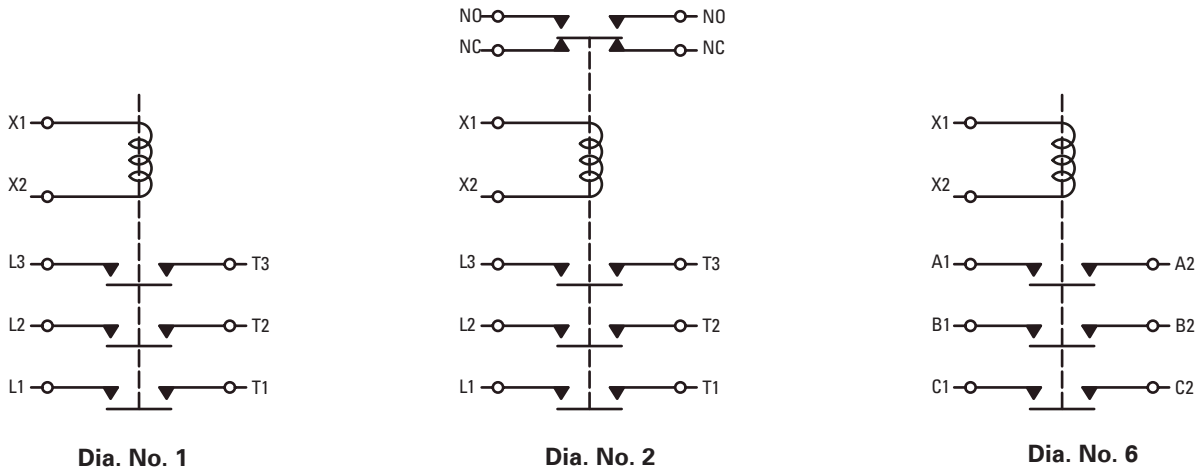 NO NO
NC NC
X1 X1 X1
X2 X2 X2
L3 T3 L3 T3 A1 A2
L2 T2 L2 T2 B1 B2
L1 T1 L1 T1 C1 C2
Dia. No. 1 Dia. No. 2 Dia. No. 6